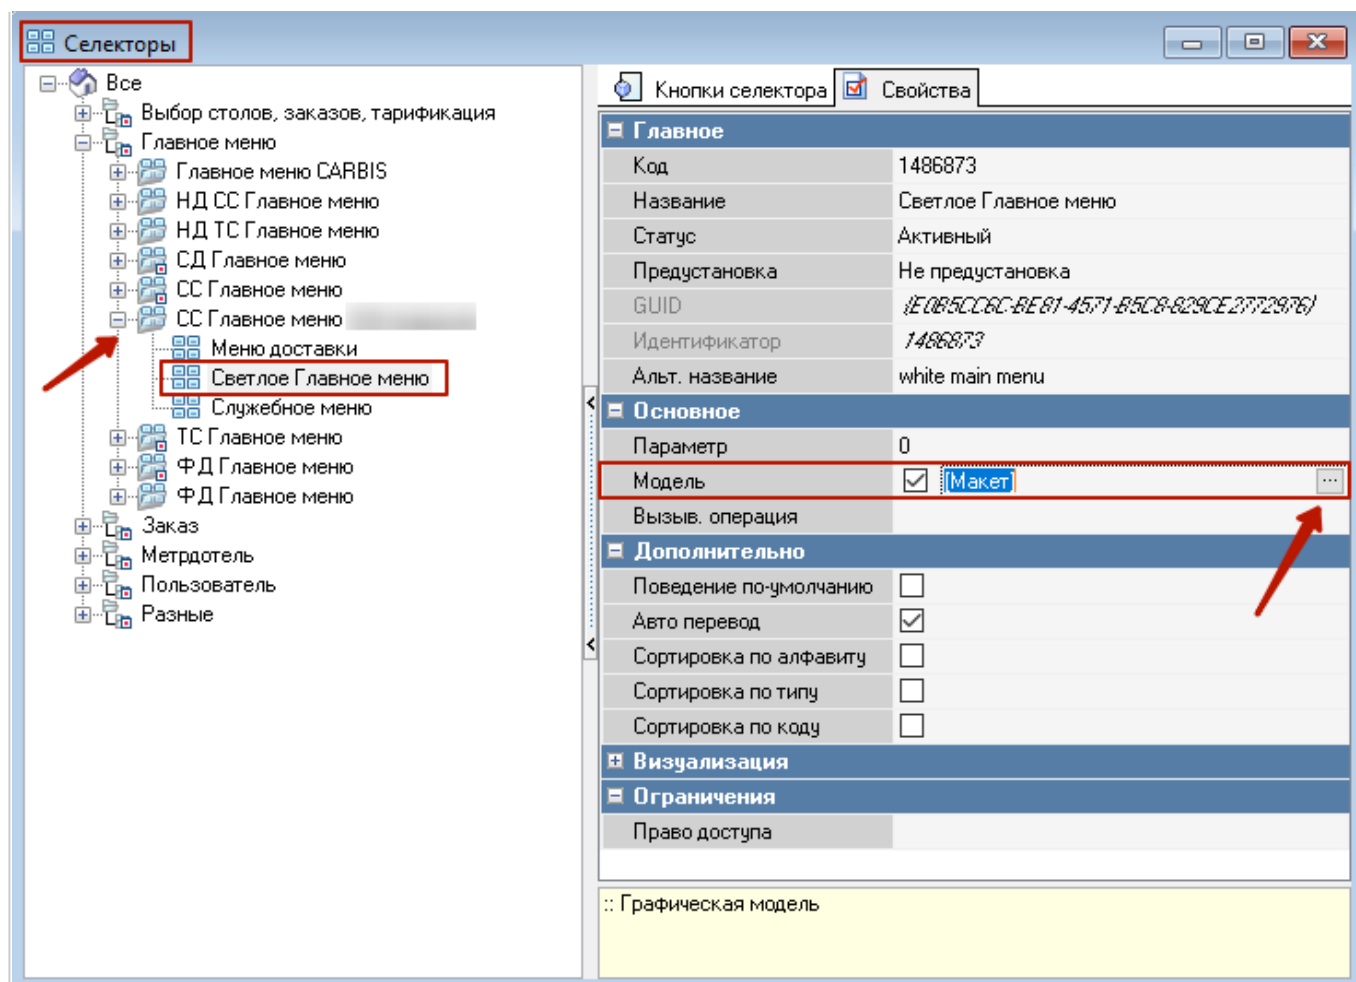 Селекторы
Все
Выбор столов, заказов, тарификация
Главное меню
Главное меню CARBIS
НД СС Главное меню
НД ТС Главное меню
СД Главное меню
СС Главное меню
СС Главное меню
Меню доставки
Светлое Главное меню
Служебное меню
ТС Главное меню
ФД Главное меню
ФД Главное меню
Заказ
Метрдотель
Пользователь
Разные
Кнопки селектора Свойства
Главное
Код 1486873
Название Светлое Главное меню
Статус Активный
Предустановка Не предустановка
GUID {E0B5CC6C-BE81-4571-B5C8-829CE2772976}
Идентификатор 1486873
Альт. название white main menu
Основное
Параметр 0
Модель (Макет) ...
Вызыв. операция
Дополнительно
Поведение по-умолчанию
Авто перевод
Сортировка по алфавиту
Сортировка по типу
Сортировка по коду
Визуализация
Ограничения
Право доступа
:: Графическая модель